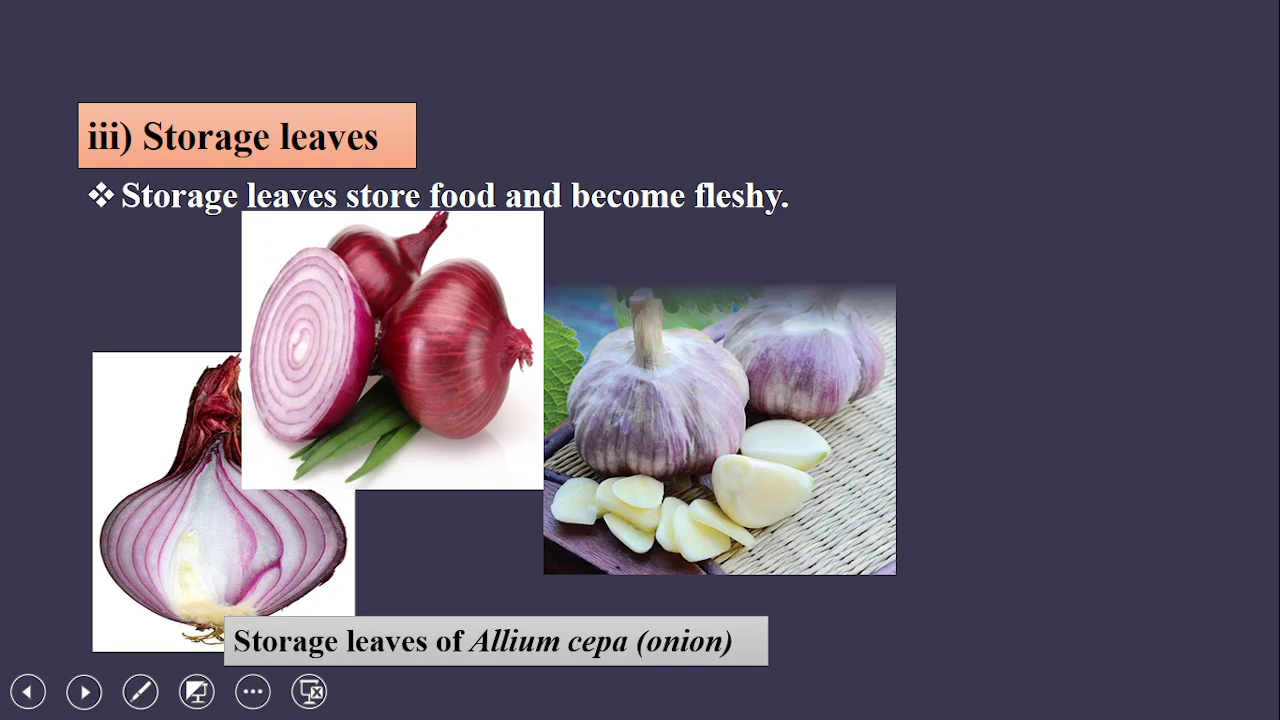 iii) Storage leaves
❖ Storage leaves store food and become fleshy.
Storage leaves of Allium cepa (onion)